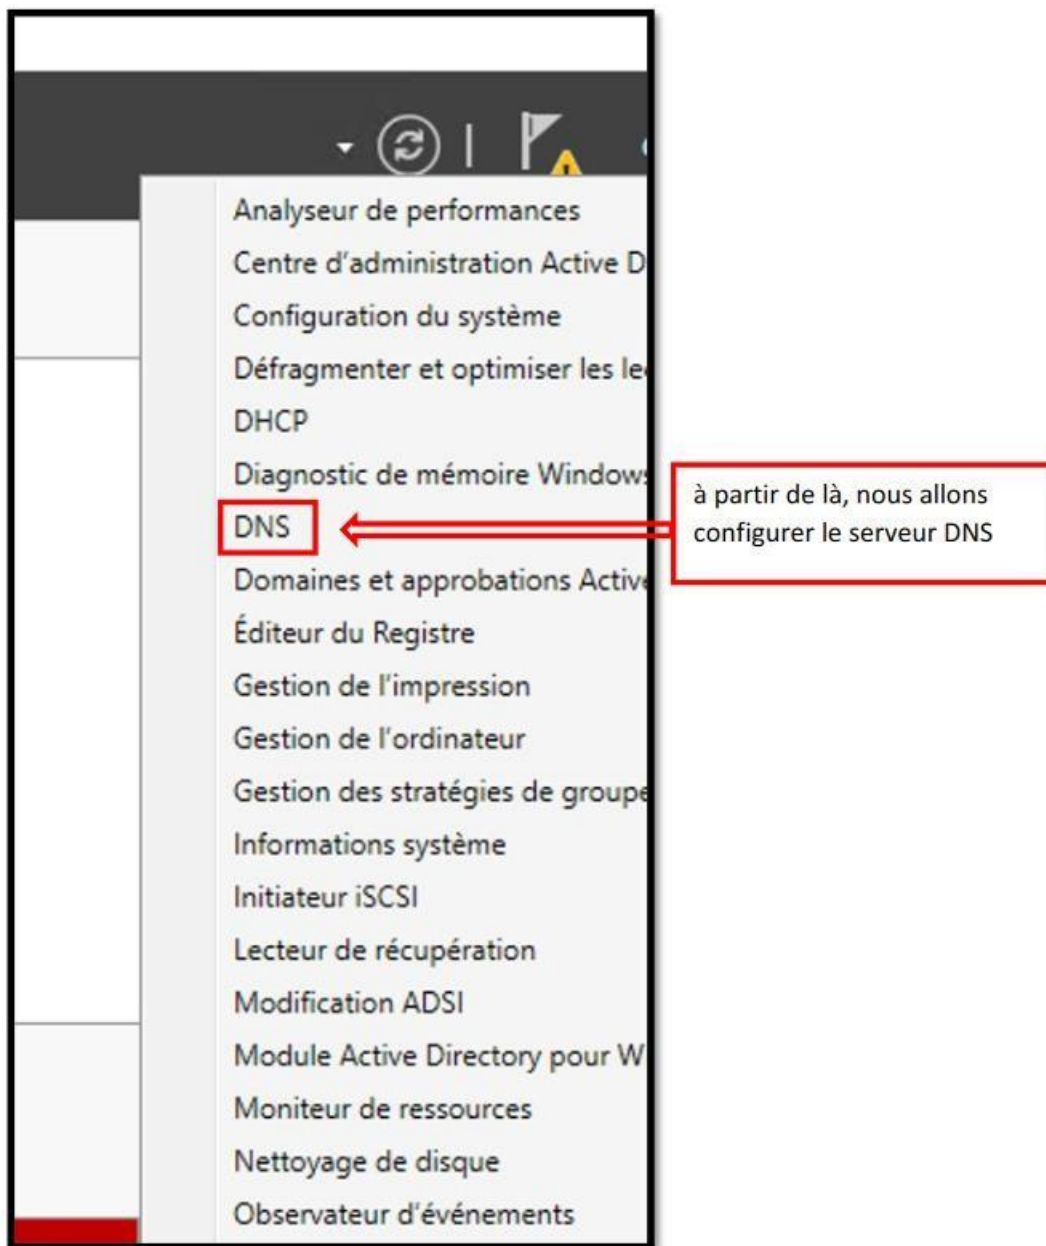 Analyseur de performances
Centre d'administration Active D
Configuration du système
Défragmenter et optimiser les le
DHCP
Diagnostic de mémoire Windows
DNS
à partir de là, nous allons
configurer le serveur DNS
Domaines et approbations Active
Éditeur du Registre
Gestion de l'impression
Gestion de l'ordinateur
Gestion des stratégies de groupe
Informations système
Initiateur iSCSI
Lecteur de récupération
Modification ADSI
Module Active Directory pour W
Moniteur de ressources
Nettoyage de disque
Observateur d'événements